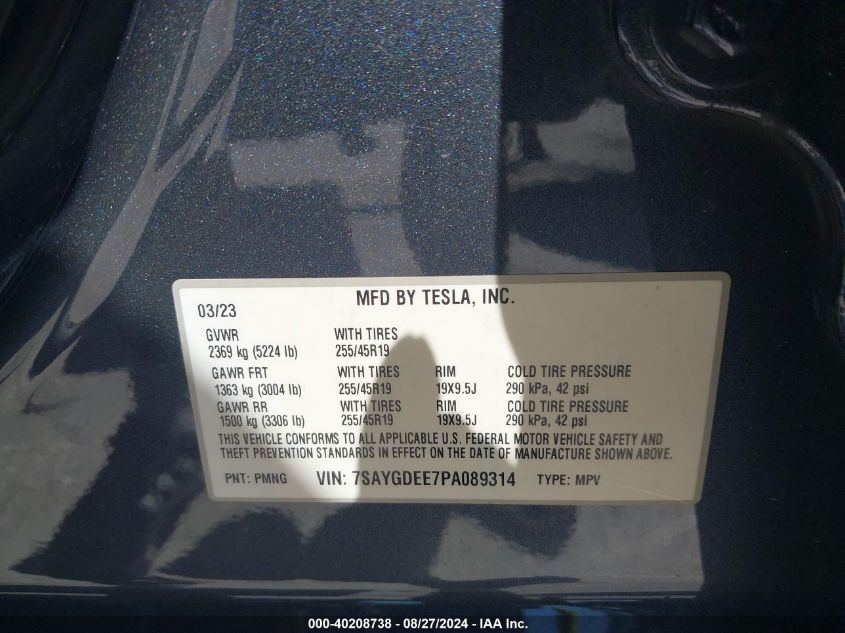 MFD BY TESLA, INC.
03/23
GVWR WITH TIRES
2369 kg (5224 lb) 255/45R19
GAWR FRT WITH TIRES RIM COLD TIRE PRESSURE
1363 kg (3004 lb) 255/45R19 19X9.5J 290 kPa, 42 psi
GAWR RR WITH TIRES RIM COLD TIRE PRESSURE
1500 kg (3306 lb) 255/45R19 19X9.5J 290 kPa, 42 psi
THIS VEHICLE CONFORMS TO ALL APPLICABLE U.S. FEDERAL MOTOR VEHICLE SAFETY AND
THEFT PREVENTION STANDARDS IN EFFECT ON THE DATE OF MANUFACTURE SHOWN ABOVE.
PNT: PMNG VIN: 7SAYGDEE7PA089314 TYPE: MPV
000-40208738 - 08/27/2024 - IAA Inc.